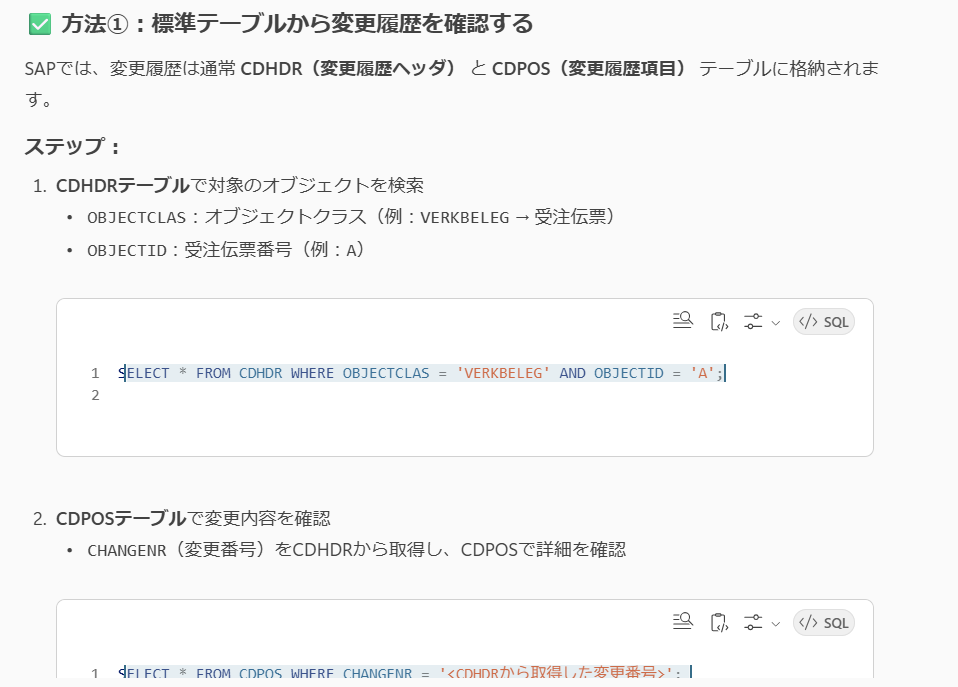 ✅ 方法①：標準テーブルから変更履歴を確認する
SAPでは、変更履歴は通常 CDHDR（変更履歴ヘッダ） と CDPOS（変更履歴項目） テーブルに格納されま
す。
ステップ：
1. CDHDRテーブルで対象のオブジェクトを検索
• OBJECTCLAS：オブジェクトクラス（例：VERKBELEG → 受注伝票）
• OBJECTID：受注伝票番号（例：A）
</> SQL
1 SELECT * FROM CDHDR WHERE OBJECTCLAS = 'VERKBELEG' AND OBJECTID = 'A';
2
2. CDPOSテーブルで変更内容を確認
• CHANGENR（変更番号）をCDHDRから取得し、CDPOSで詳細を確認
</> SQL
1 SELECT * FROM CDPOS WHERE CHANGENR = '<CDHDRから取得した変更番号>';